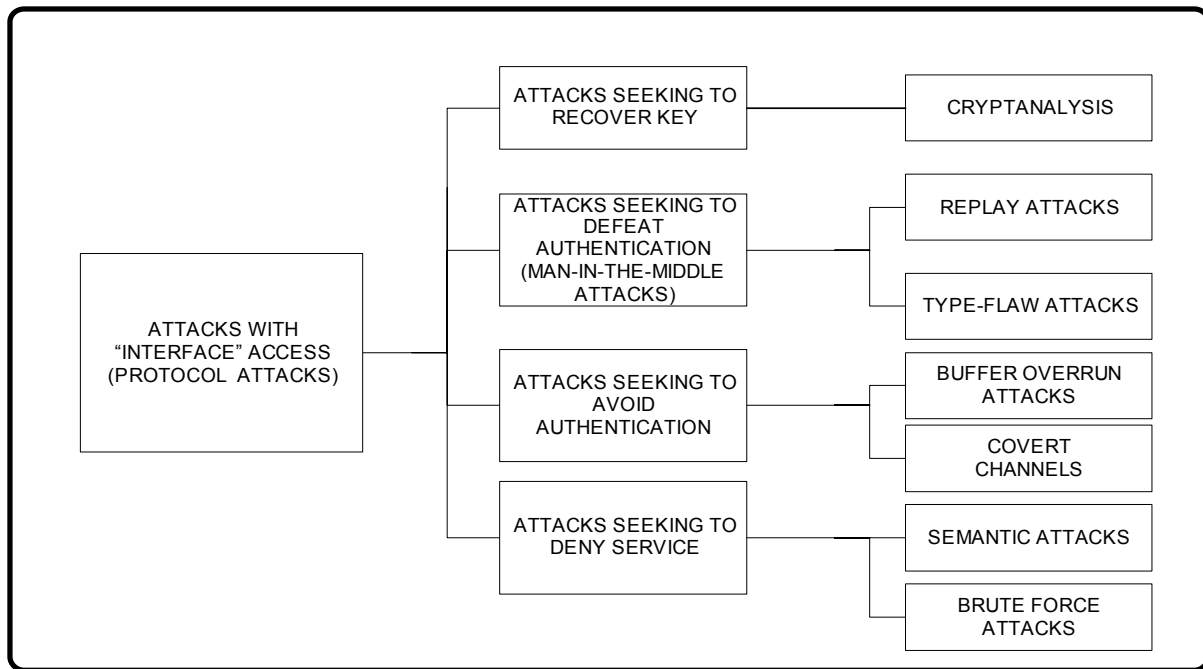 ATTACKS WITH
“INTERFACE” ACCESS
(PROTOCOL ATTACKS)
ATTACKS SEEKING TO
RECOVER KEY
CRYPTANALYSIS
ATTACKS SEEKING TO
DEFEAT
AUTHENTICATION
(MAN-IN-THE-MIDDLE
ATTACKS)
REPLAY ATTACKS
TYPE-FLAW ATTACKS
ATTACKS SEEKING TO
AVOID
AUTHENTICATION
BUFFER OVERRUN
ATTACKS
COVERT
CHANNELS
ATTACKS SEEKING TO
DENY SERVICE
SEMANTIC ATTACKS
BRUTE FORCE
ATTACKS